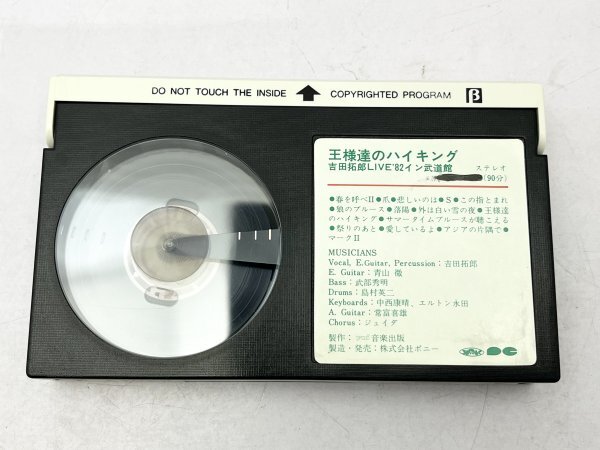 DO NOT TOUCH THE INSIDE COPYRIGHTED PROGRAM β
王様達のハイキング
吉田拓郎LIVE'82イン武道館 ステレオ
(90分)
●春を呼べII●爪●悲しいのは●S●この指とまれ
●狼のブルース●落陽●外は白い雪の夜●王様達
のハイキング●サマータイムブルースが聴こえる
●祭りのあと●愛しているよ●アジアの片隅で●
マークII
MUSICIANS
Vocal, E.Guitar, Percussion:吉田拓郎
E. Guitar:青山 徹
Bass:武部秀明
Drums:島村英二
Keyboards:中西康晴、エルトン永田
A. Guitar:常富喜雄
Chorus:ジェイダ
製作: 音楽出版
製造・発売:株式会社ポニー